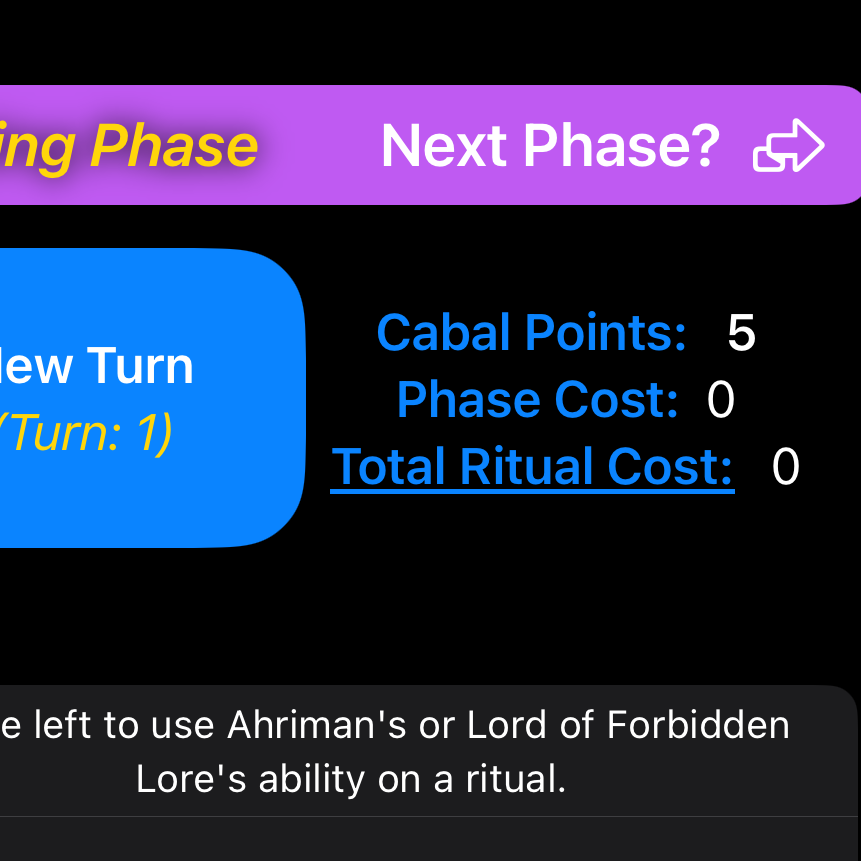 ing Phase Next Phase?
Cabal Points: 5
ew Turn
Phase Cost: 0
(Turn: 1)
Total Ritual Cost: 0
e left to use Ahriman's or Lord of Forbidden
Lore's ability on a ritual.